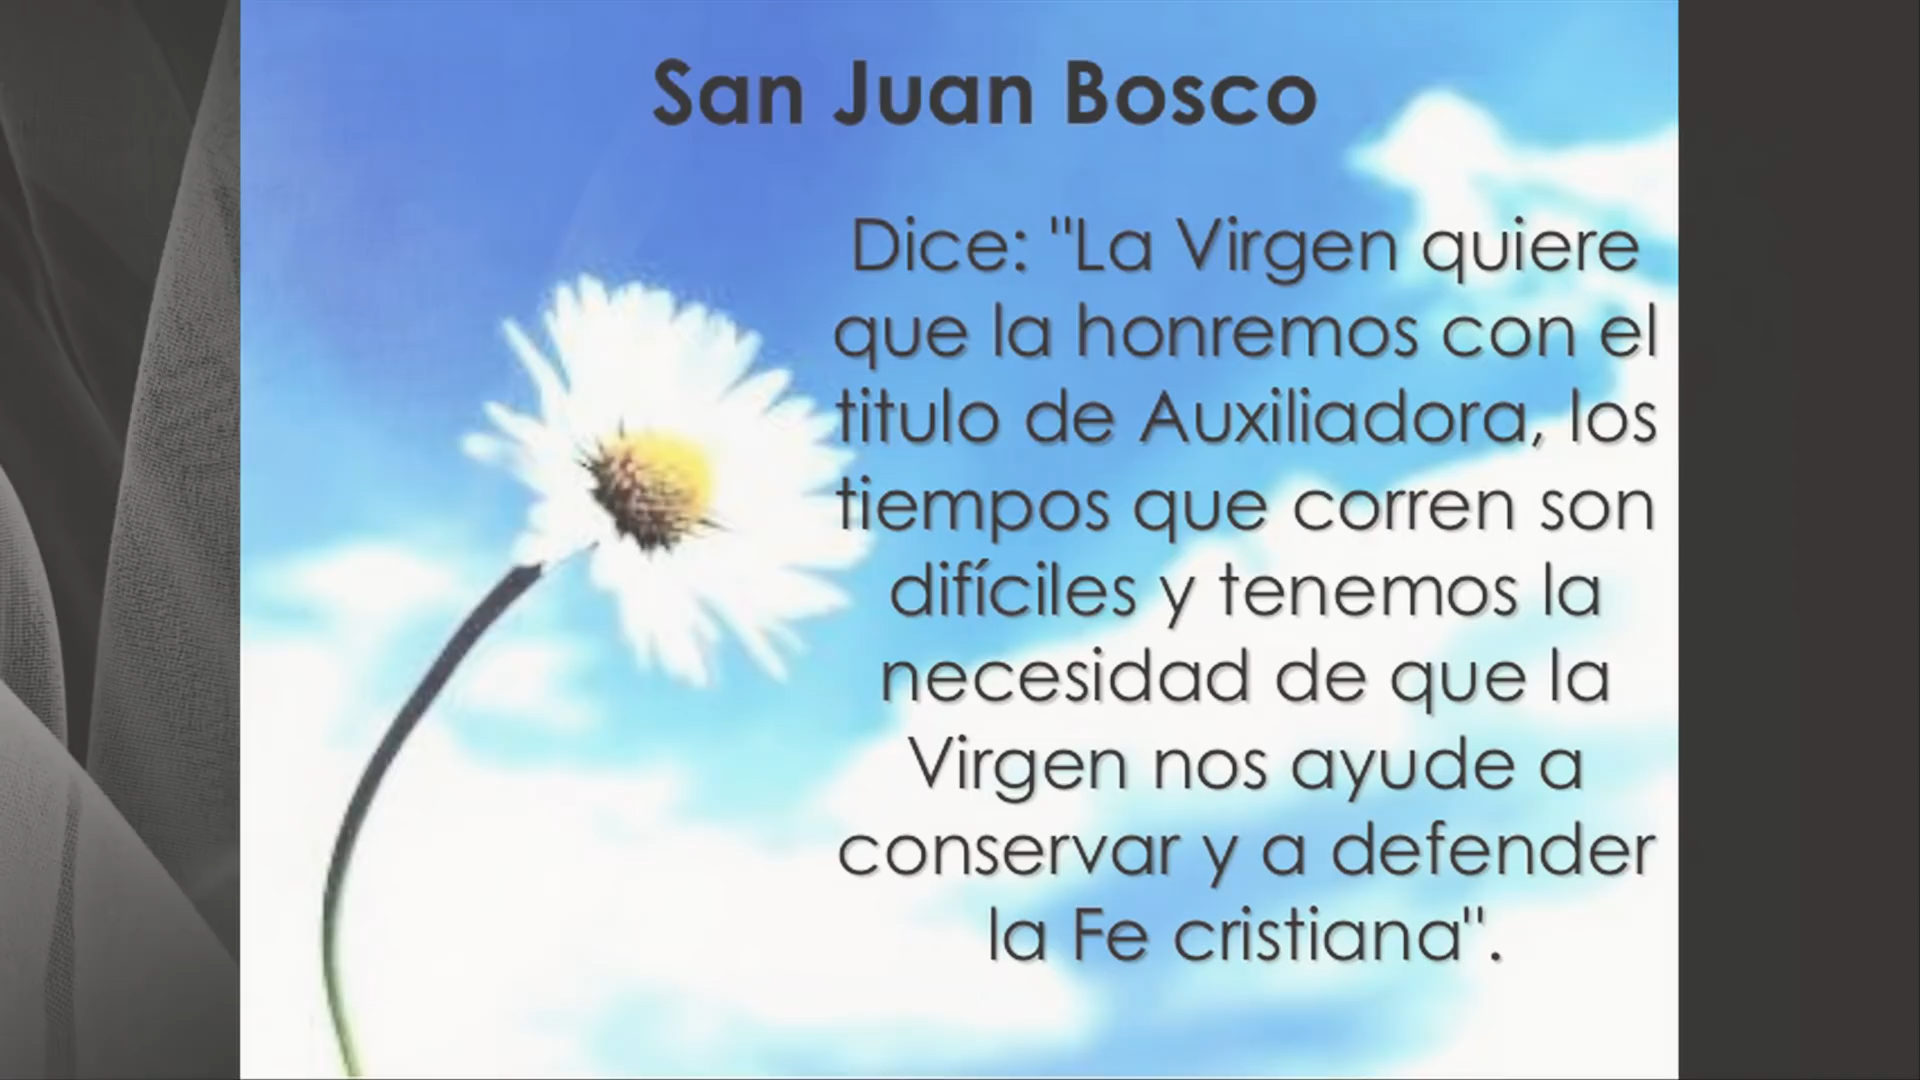 San Juan Bosco
Dice: "La Virgen quiere
que la honremos con el
titulo de Auxiliadora, los
tiempos que corren son
difíciles y tenemos la
necesidad de que la
Virgen nos ayude a
conservar y a defender
la Fe cristiana".